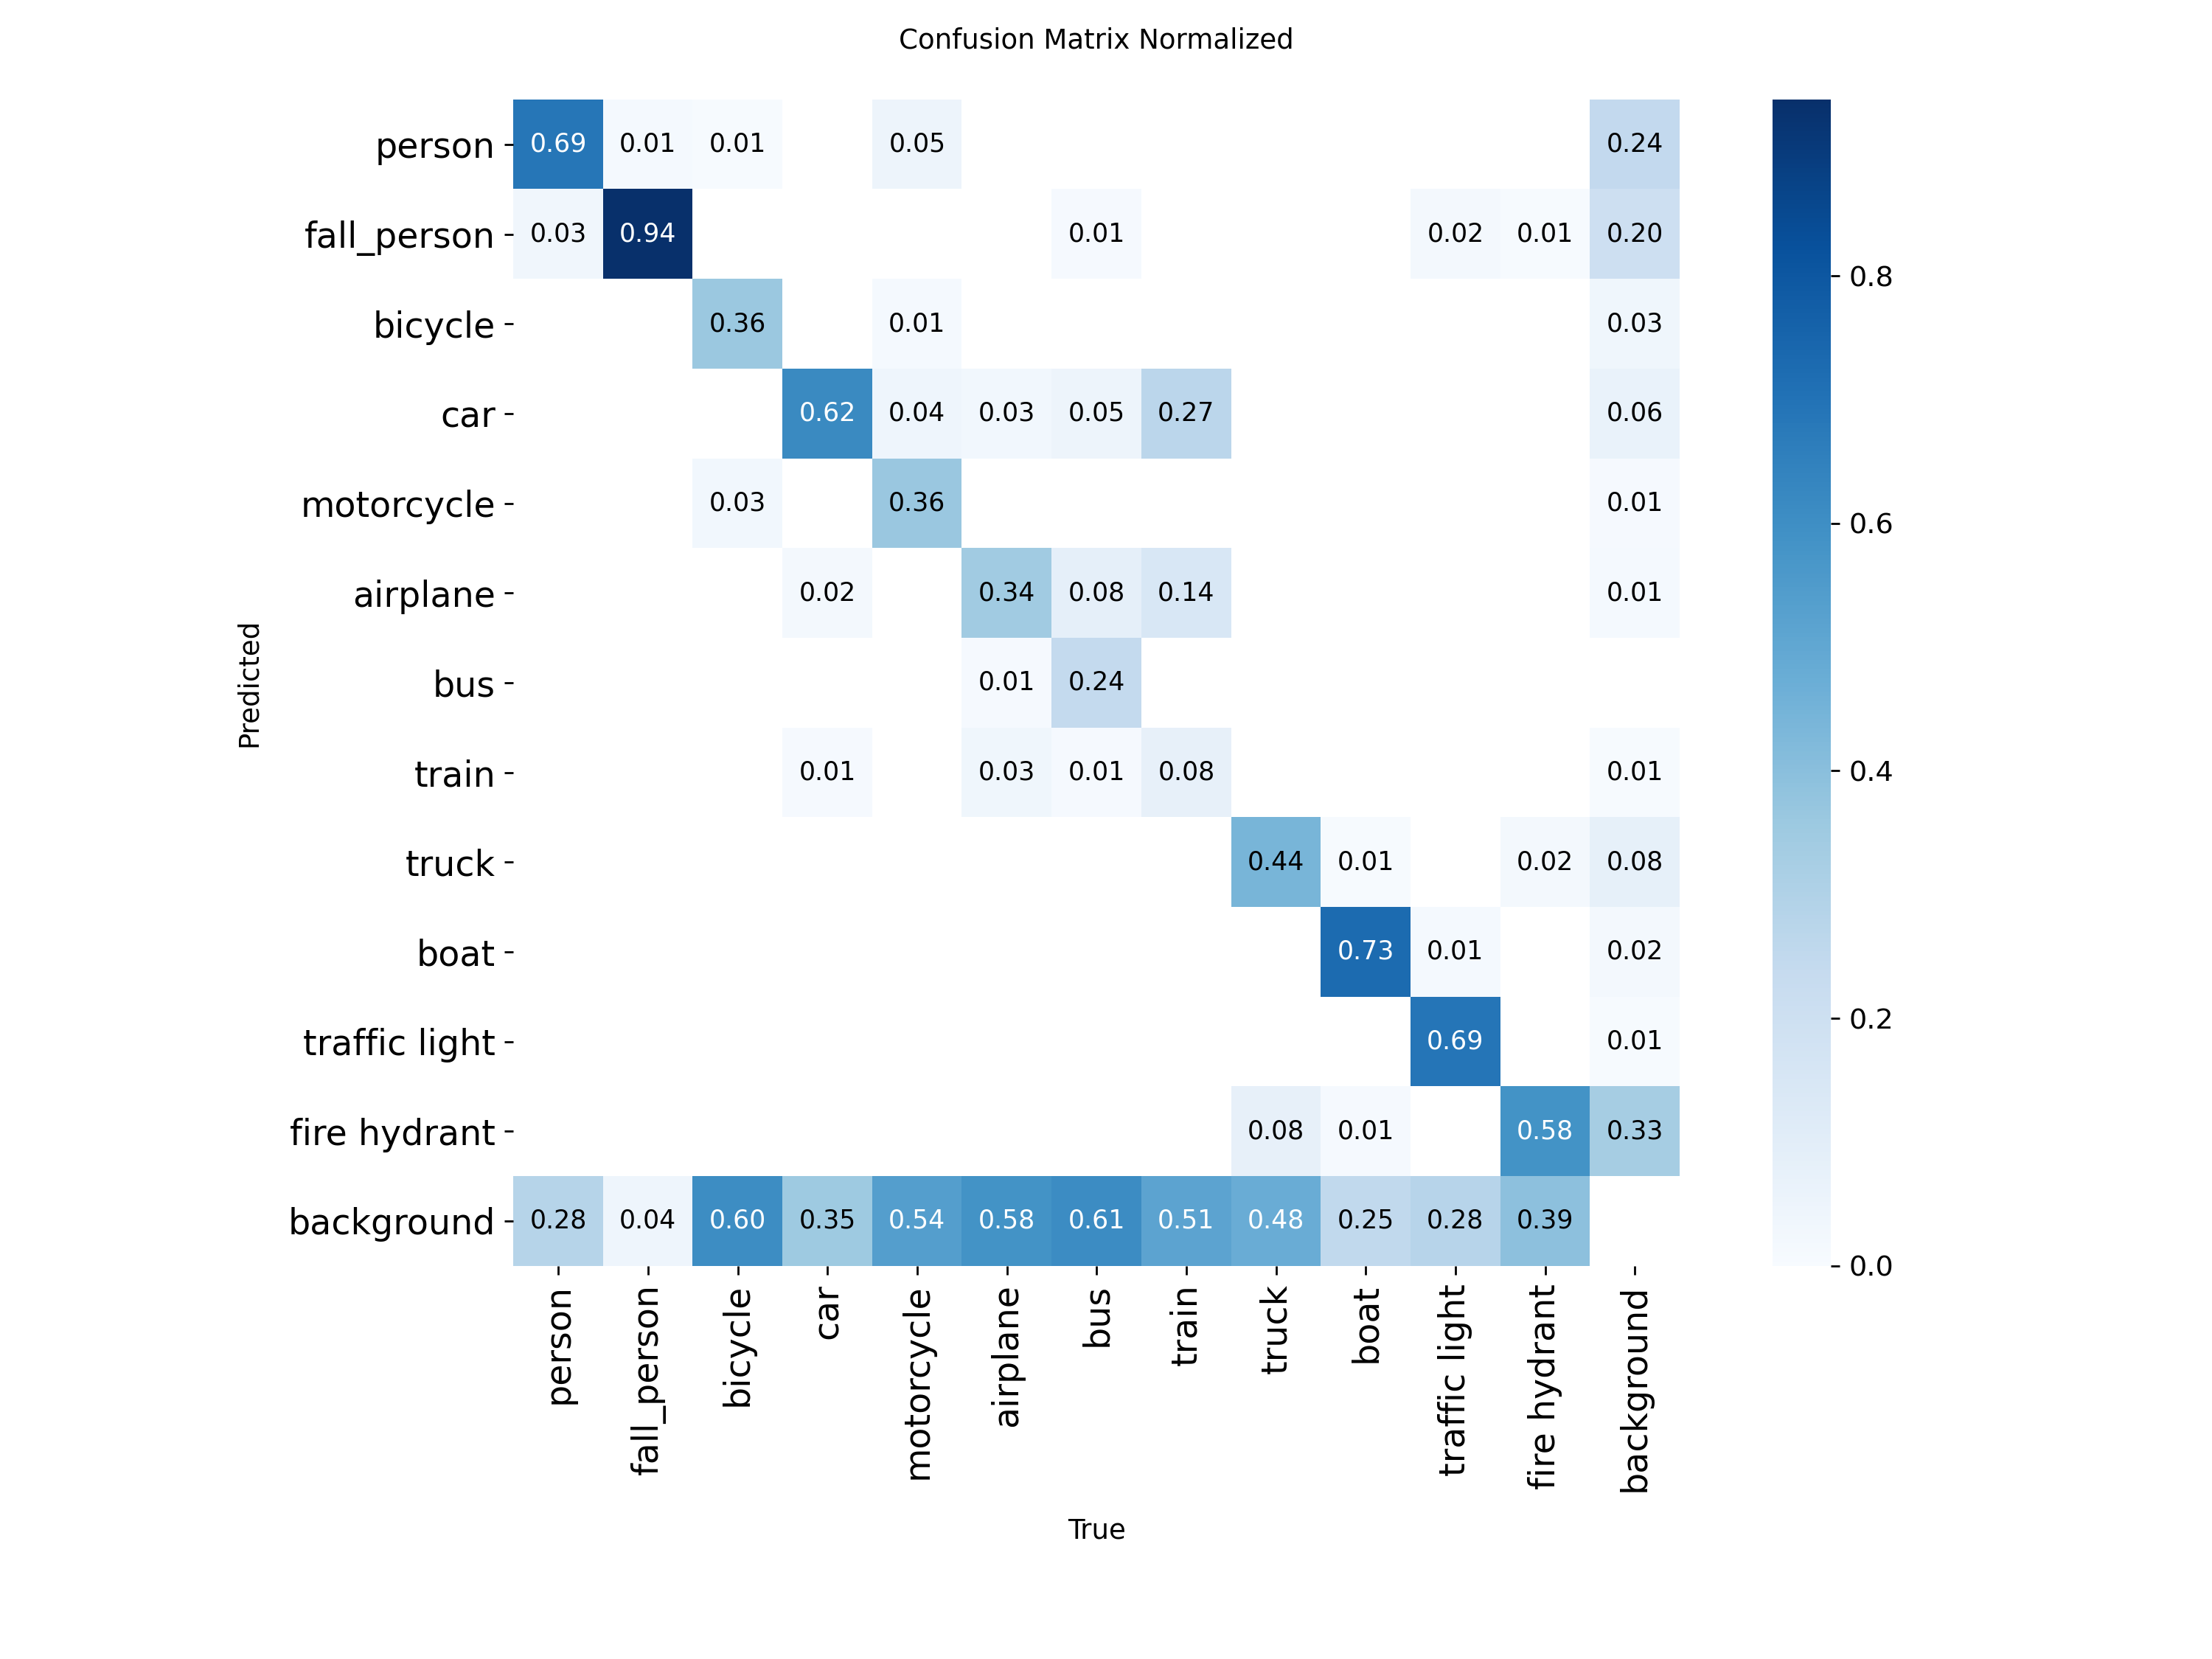 Confusion Matrix Normalized
person 0.69 0.01 0.01 0.05 0.24
fall_person 0.03 0.94 0.01 0.02 0.01 0.20
0.8
bicycle 0.36 0.01 0.03
car 0.62 0.04 0.03 0.05 0.27 0.06
motorcycle 0.03 0.36 0.01
0.6
airplane 0.02 0.34 0.08 0.14 0.01
Predicted
bus 0.01 0.24
train 0.01 0.03 0.01 0.08 0.01
0.4
truck 0.44 0.01 0.02 0.08
boat 0.73 0.01 0.02
0.2
traffic light 0.69 0.01
fire hydrant 0.08 0.01 0.58 0.33
background 0.28 0.04 0.60 0.35 0.54 0.58 0.61 0.51 0.48 0.25 0.28 0.39
0.0
person fall_person bicycle car motorcycle airplane bus train truck boat traffic light fire hydrant background
True